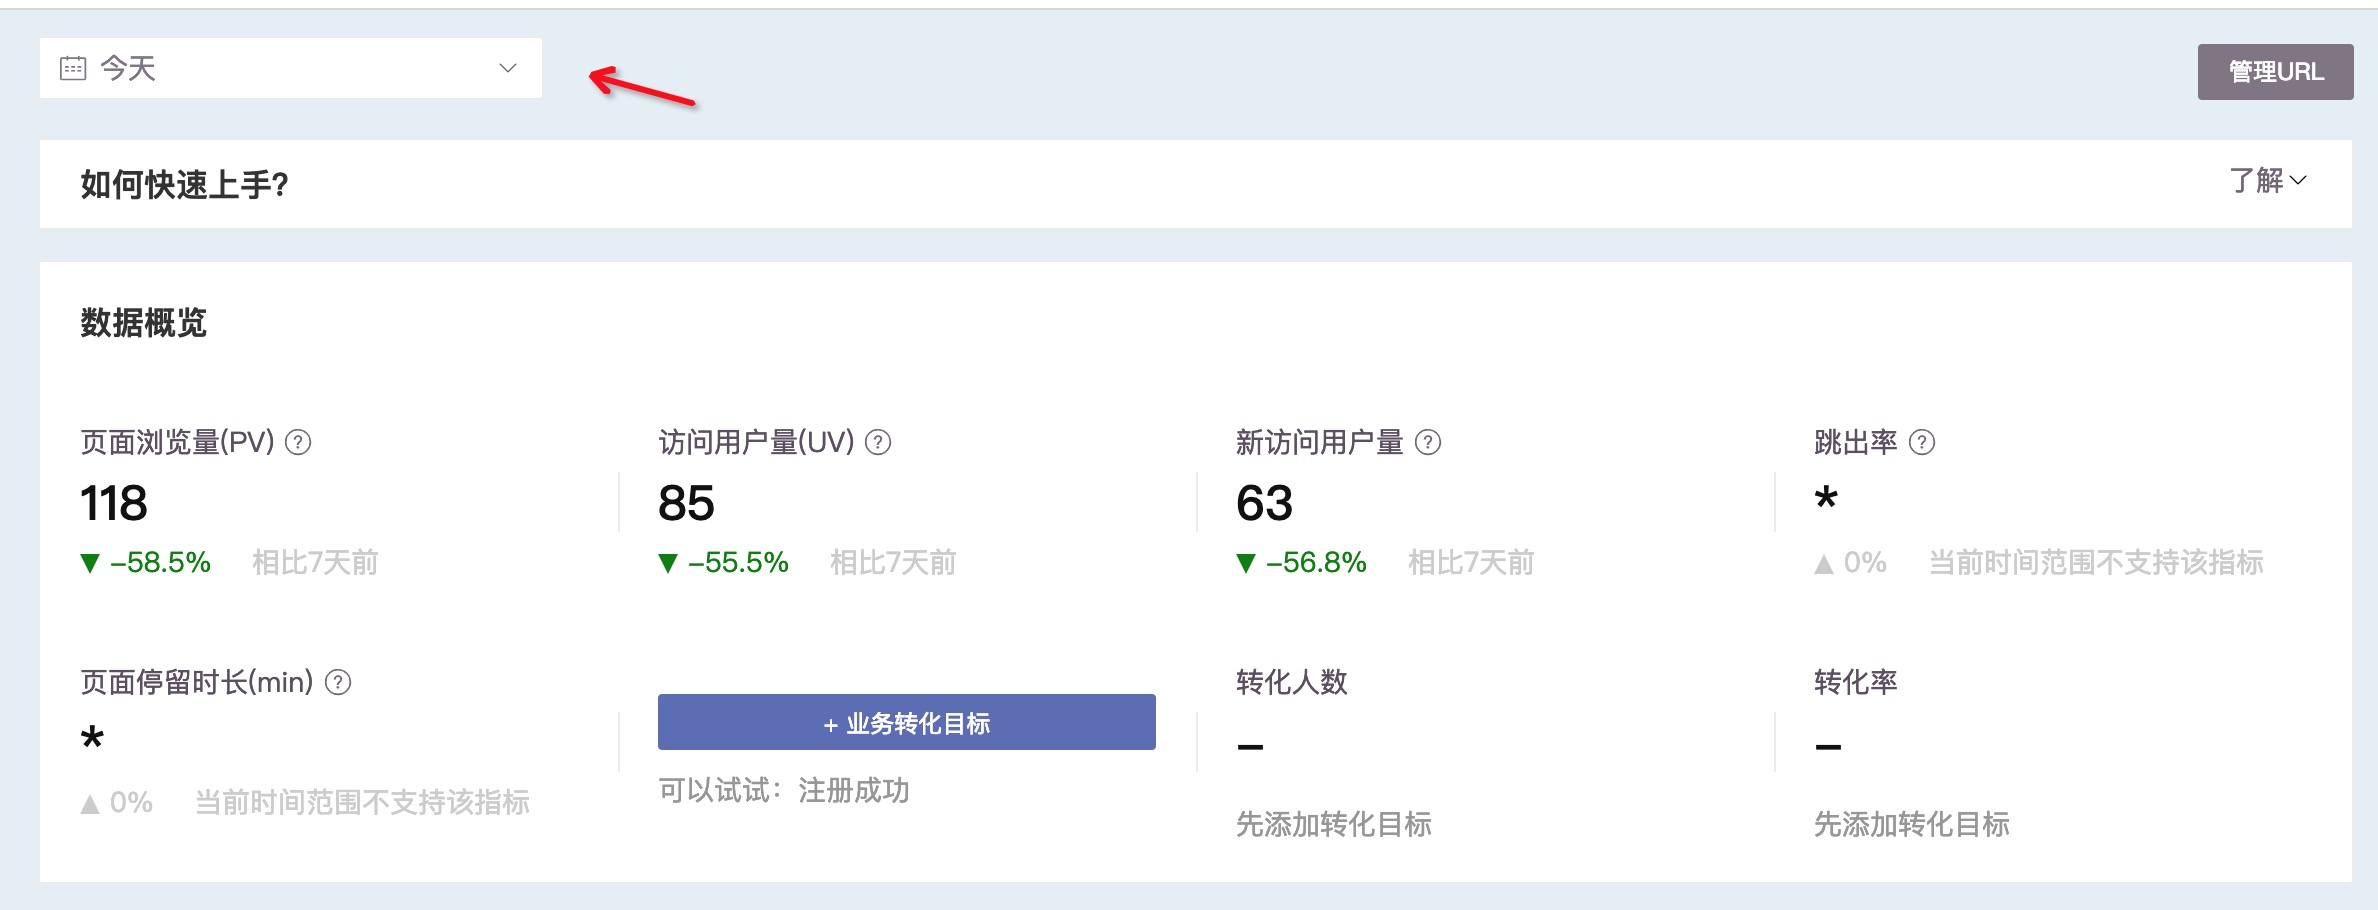 今天
管理URL
如何快速上手?
了解
数据概览
页面浏览量(PV) ?
118
▼ -58.5% 相比7天前
访问用户量(UV) ?
85
▼ -55.5% 相比7天前
新访问用户量 ?
63
▼ -56.8% 相比7天前
跳出率 ?
*
▲ 0% 当前时间范围不支持该指标
页面停留时长(min) ?
*
▲ 0% 当前时间范围不支持该指标
+ 业务转化目标
可以试试：注册成功
转化人数
–
先添加转化目标
转化率
–
先添加转化目标